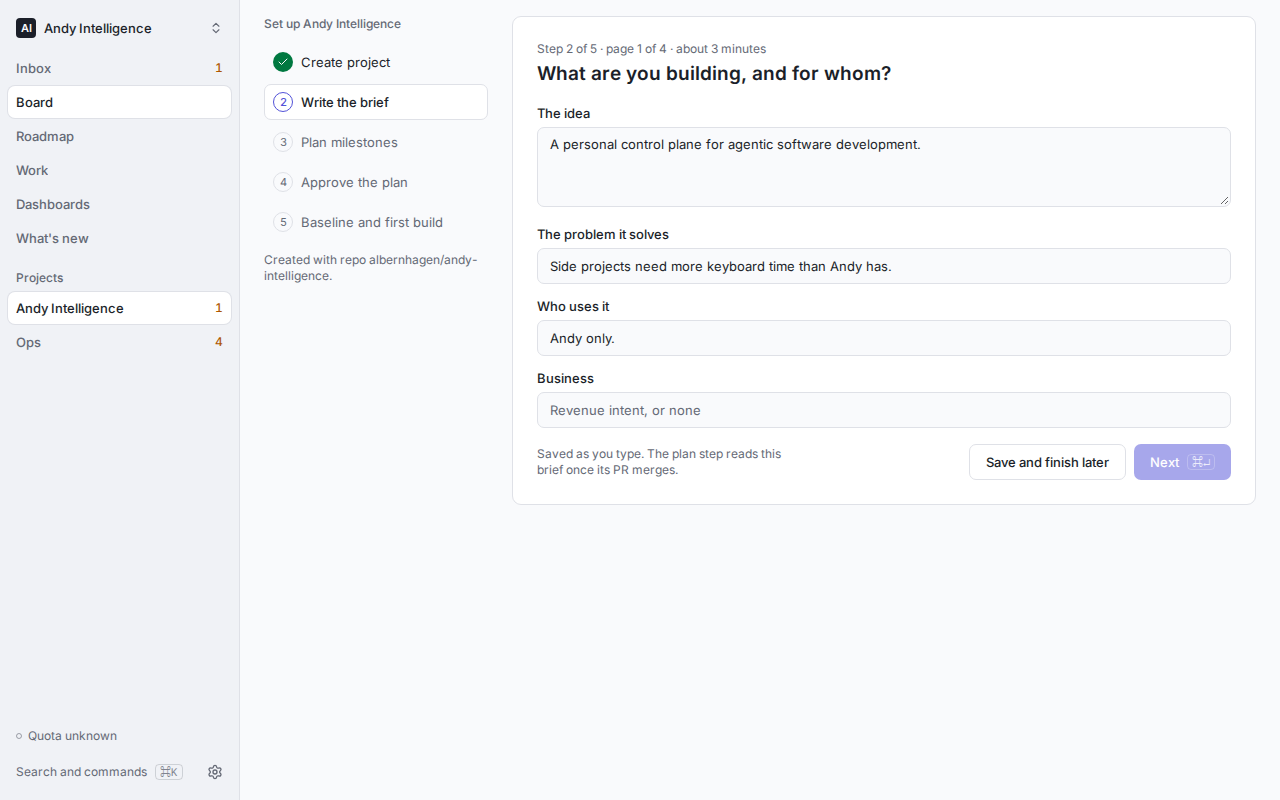 AI Andy Intelligence
Inbox 1
Board
Roadmap
Work
Dashboards
What's new
Projects
Andy Intelligence 1
Ops 4
Quota unknown
Search and commands ⌘K
Set up Andy Intelligence
Create project
2 Write the brief
3 Plan milestones
4 Approve the plan
5 Baseline and first build
Created with repo albernhagen/andy-
intelligence.
Step 2 of 5 · page 1 of 4 · about 3 minutes
What are you building, and for whom?
The idea
A personal control plane for agentic software development.
The problem it solves
Side projects need more keyboard time than Andy has.
Who uses it
Andy only.
Business
Revenue intent, or none
Saved as you type. The plan step reads this
brief once its PR merges.
Save and finish later
Next ⌘↵